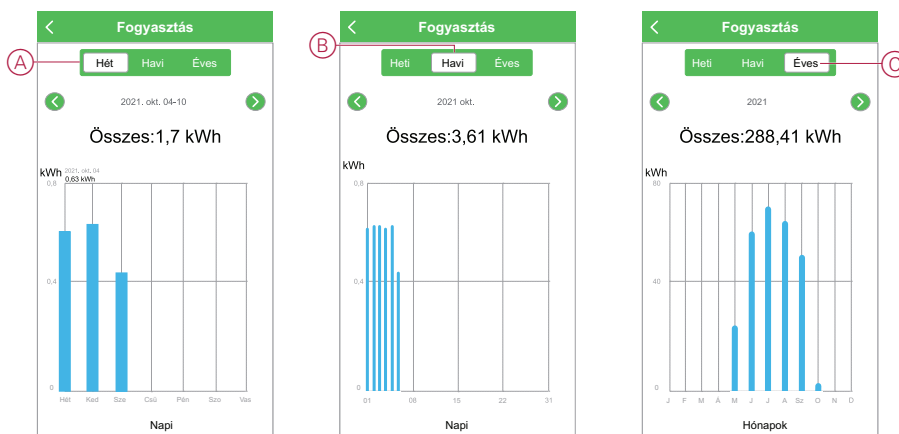 Fogyasztás
A
Hét Havi Éves
2021. okt. 04-10
Összes:1,7 kWh
kWh
2021. okt..04
0,63 kWh
0,8
0,4
0
Hét Ked Sze Csü Pén Szo Vas
Napi
Fogyasztás
B
Heti Havi Éves
2021 okt.
Összes:3,61 kWh
kWh
0,8
0,4
0
01 08 15 22 31
Napi
Fogyasztás
C
Heti Havi Éves
2021
Összes:288,41 kWh
kWh
80
40
0
J F M Á M J J A Sz O N D
Hónapok